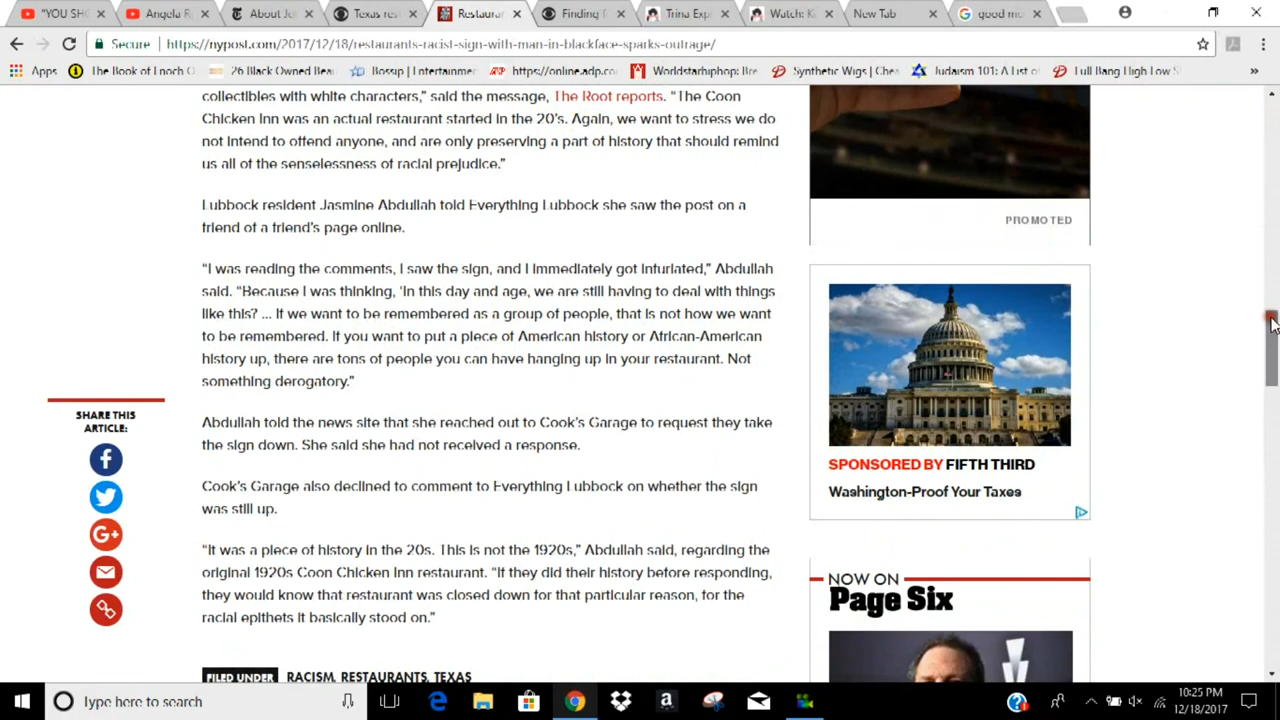 "YOU SHO
Angela R
About Jei
Texas res
Restaurar
Finding f
Trina Exp
Watch: K
New Tab
good mo
Secure
https://nypost.com/2017/12/18/restaurants-racist-sign-with-man-in-blackface-sparks-outrage/
Apps
The Book of Enoch
26 Black Owned Beau
Bossip | Entertainme
https://online.adp.co
Worldstarhiphop: Bre
Synthetic Wigs | Chea
Judaism 101: A List of
Full Bang High Low S
collectibles with white characters," said the message, The Root reports. "The Coon
Chicken Inn was an actual restaurant started in the 20's. Again, we want to stress we do
not intend to offend anyone, and are only preserving a part of history that should remind
us all of the senselessness of racial prejudice."
Lubbock resident Jasmine Abdullah told Everything Lubbock she saw the post on a
friend of a friend's page online.
"I was reading the comments, I saw the sign, and I immediately got infuriated," Abdullah
said. "Because I was thinking, 'In this day and age, we are still having to deal with things
like this? ... If we want to be remembered as a group of people, that is not how we want
to be remembered. If you want to put a piece of American history or African-American
history up, there are tons of people you can have hanging up in your restaurant. Not
something derogatory."
Abdullah told the news site that she reached out to Cook's Garage to request they take
the sign down. She said she had not received a response.
Cook's Garage also declined to comment to Everything Lubbock on whether the sign
was still up.
"It was a piece of history in the 20s. This is not the 1920s," Abdullah said, regarding the
original 1920s Coon Chicken Inn restaurant. "If they did their history before responding,
they would know that restaurant was closed down for that particular reason, for the
racial epithets it basically stood on."
FILED UNDER RACISM, RESTAURANTS, TEXAS
SHARE THIS
ARTICLE:
PROMOTED
SPONSORED BY FIFTH THIRD
Washington-Proof Your Taxes
NOW ON
Page Six
Type here to search
10:25 PM
12/18/2017